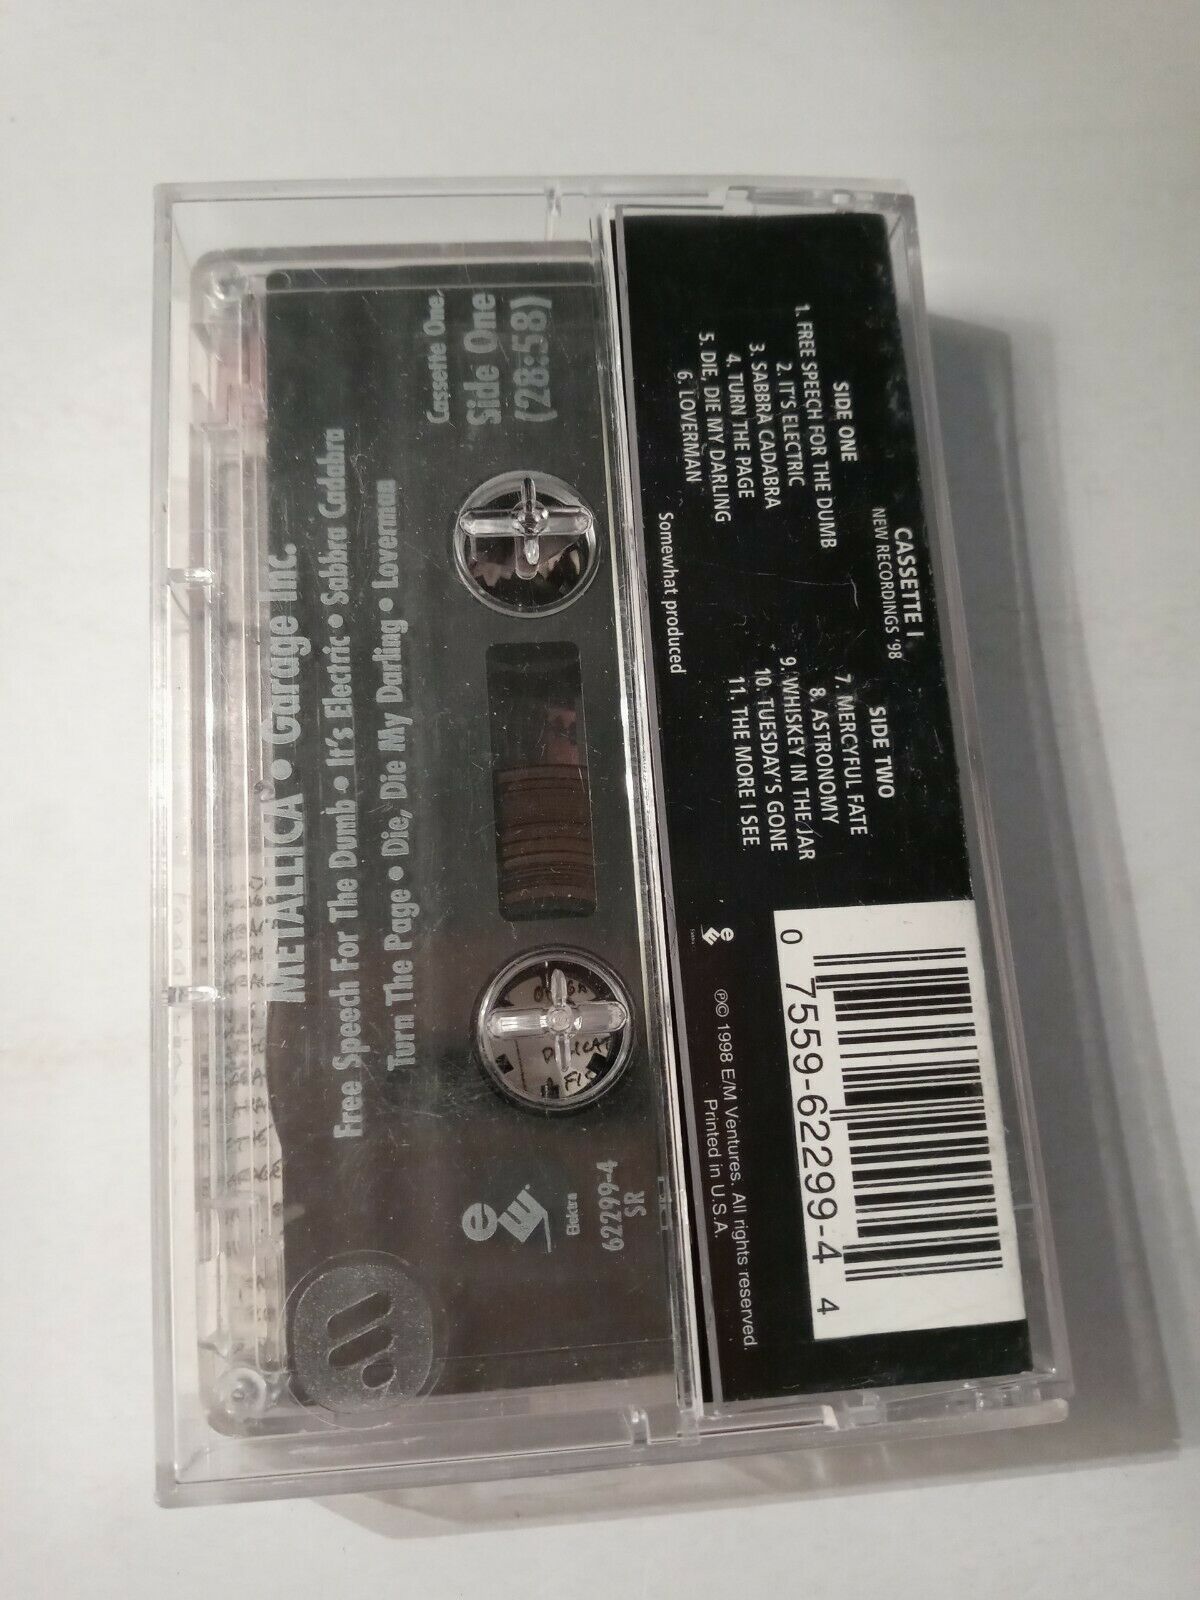 CASSETTE I
NEW RECORDINGS '98
SIDE ONE
1. FREE SPEECH FOR THE DUMB
2. IT'S ELECTRIC
3. SABBRA CADABRA
4. TURN THE PAGE
5. DIE, DIE MY DARLING
6. LOVERMAN
SIDE TWO
7. MERCYFUL FATE
8. ASTRONOMY
9. WHISKEY IN THE JAR
10. TUESDAY'S GONE
11. THE MORE I SEE
Somewhat produced
℗© 1998 E/M Ventures. All rights reserved.
Printed in U.S.A.
0 7559-62299-4 4
Cassette One
Side One
(28:58)
METALLICA • Garage Inc.
Free Speech For The Dumb • It's Electric • Sabbra Cadabra
Turn The Page • Die, Die My Darling • Loverman
Elektra
SR
62299-4